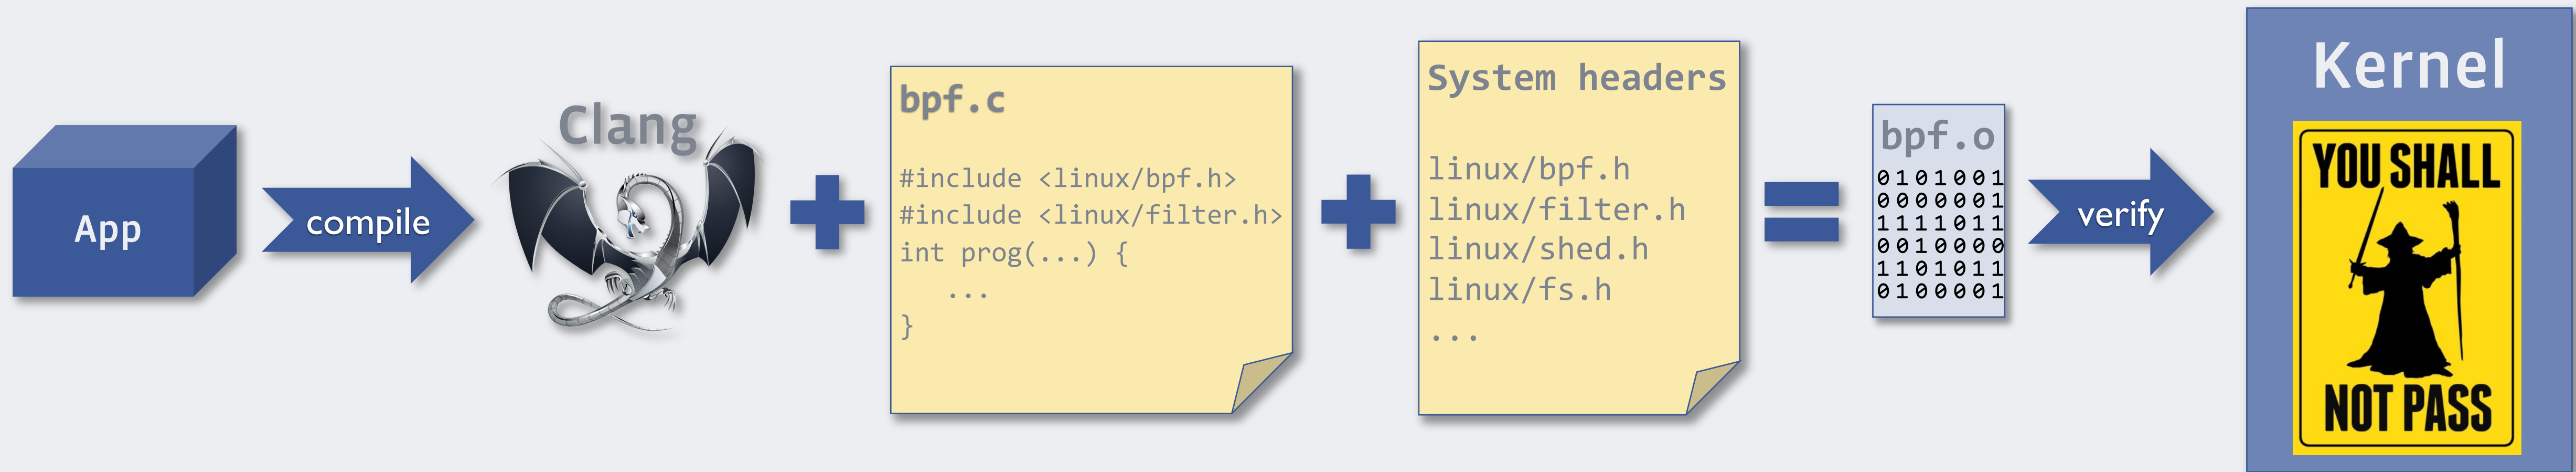 App
compile
Clang
bpf.c
#include <linux/bpf.h>
#include <linux/filter.h>
int prog(...) {
...
}
System headers
linux/bpf.h
linux/filter.h
linux/shed.h
linux/fs.h
...
bpf.o
0101001
0000001
1111011
0010000
1101011
0100001
verify
Kernel
YOU SHALL
NOT PASS